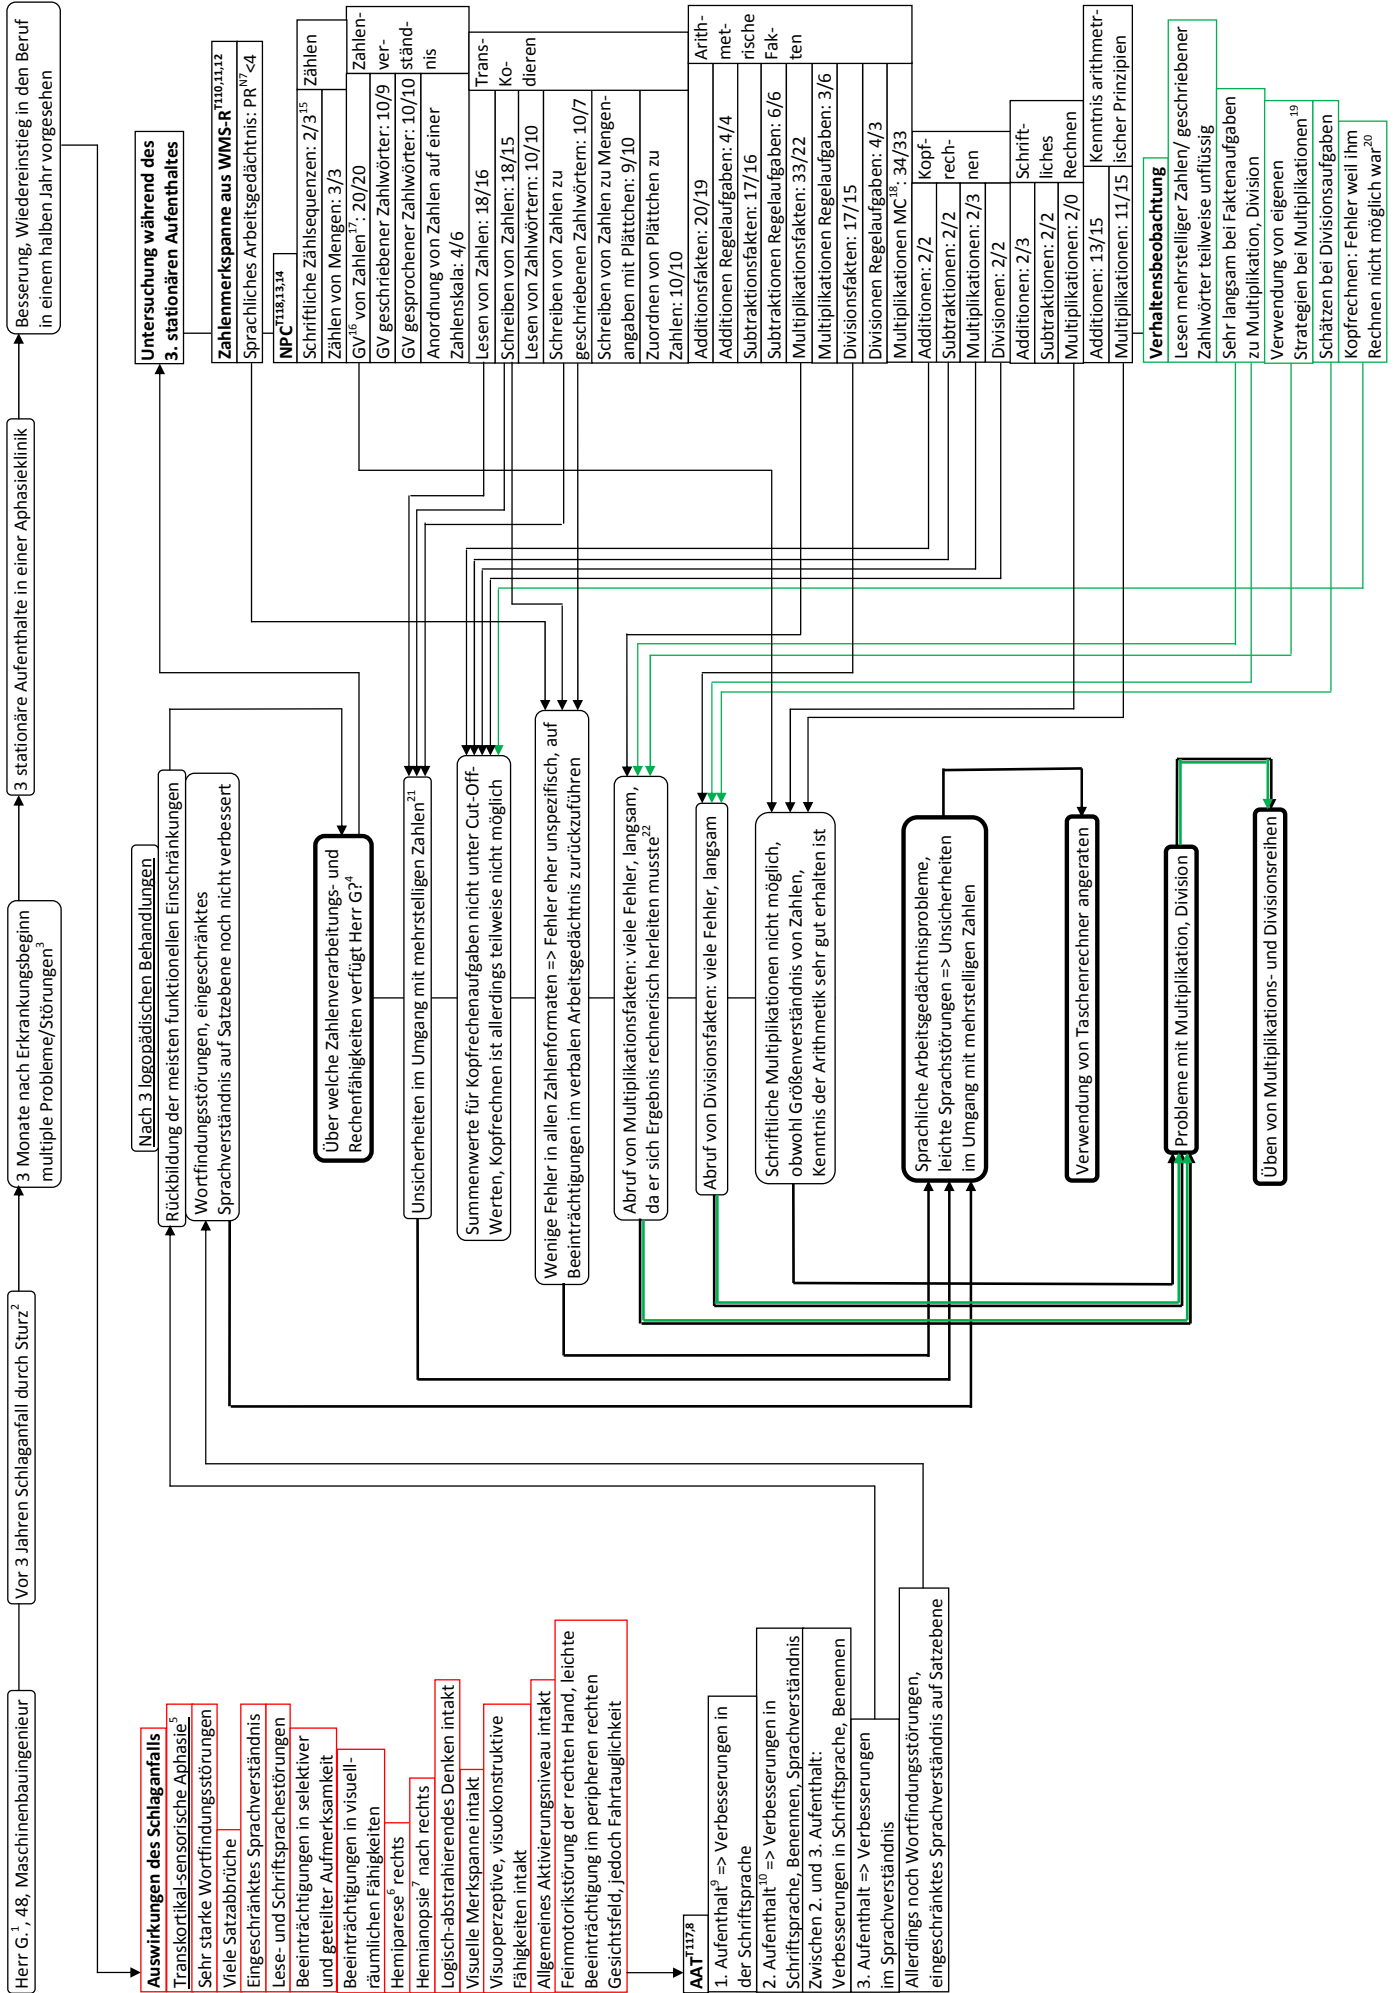 Herr G.¹, 48, Maschinenbauingenieur
Vor 3 Jahren Schlaganfall durch Sturz²
3 Monate nach Erkrankungsbeginn
multiple Probleme/Störungen³
3 stationäre Aufenthalte in einer Aphasieklinik
Besserung, Wiedereinstieg in den Beruf
in einem halben Jahr vorgesehen
Auswirkungen des Schlaganfalls
Transkortikal-sensorische Aphasie⁵
Sehr starke Wortfindungsstörungen
Viele Satzabbrüche
Eingeschränktes Sprachverständnis
Lese- und Schriftsprachestörungen
Beeinträchtigungen in selektiver
und geteilter Aufmerksamkeit
Beeinträchtigungen in visuell-
räumlichen Fähigkeiten
Hemiparese⁶ rechts
Hemianopsie⁷ nach rechts
Logisch-abstrahierendes Denken intakt
Visuelle Merkspanne intakt
Visuoperzeptive, visuokonstruktive
Fähigkeiten intakt
Allgemeines Aktivierungsniveau intakt
Feinmotorikstörung der rechten Hand, leichte
Beeinträchtigung im peripheren rechten
Gesichtsfeld, jedoch Fahrtauglichkeit
AAT^T117,8
1. Aufenthalt⁹ => Verbesserungen in
der Schriftsprache
2. Aufenthalt¹⁰ => Verbesserungen in
Schriftsprache, Benennen, Sprachverständnis
Zwischen 2. und 3. Aufenthalt:
Verbesserungen in Schriftsprache, Benennen
3. Aufenthalt => Verbesserungen
im Sprachverständnis
Allerdings noch Wortfindungsstörungen,
eingeschränktes Sprachverständnis auf Satzebene
Nach 3 logopädischen Behandlungen
Rückbildung der meisten funktionellen Einschränkungen
Wortfindungsstörungen, eingeschränktes
Sprachverständnis auf Satzebene noch nicht verbessert
Über welche Zahlenverarbeitungs- und
Rechenfähigkeiten verfügt Herr G?⁴
Unsicherheiten im Umgang mit mehrstelligen Zahlen²¹
Summenwerte für Kopfrechenaufgaben nicht unter Cut-Off-
Werten, Kopfrechnen ist allerdings teilweise nicht möglich
Wenige Fehler in allen Zahlenformaten => Fehler eher unspezifisch, auf
Beeinträchtigungen im verbalen Arbeitsgedächtnis zurückzuführen
Abruf von Multiplikationsfakten: viele Fehler, langsam,
da er sich Ergebnis rechnerisch herleiten musste²²
Abruf von Divisionsfakten: viele Fehler, langsam
Schriftliche Multiplikationen nicht möglich,
obwohl Größenverständnis von Zahlen,
Kenntnis der Arithmetik sehr gut erhalten ist
Sprachliche Arbeitsgedächtnisprobleme,
leichte Sprachstörungen => Unsicherheiten
im Umgang mit mehrstelligen Zahlen
Verwendung von Taschenrechner angeraten
Probleme mit Multiplikation, Division
Üben von Multiplikations- und Divisionsreihen
Untersuchung während des
3. stationären Aufenthaltes
Zahlenmerkspanne aus WMS-R^T110,11,12
Sprachliches Arbeitsgedächtnis: PR^N7<4
NPC^T118,13,14
Schriftliche Zählsequenzen: 2/3¹⁵
Zählen von Mengen: 3/3
Zählen
GV¹⁶ von Zahlen¹⁷: 20/20
GV geschriebener Zahlwörter: 10/9
GV gesprochener Zahlwörter: 10/10
Anordnung von Zahlen auf einer
Zahlenskala: 4/6
Zahlen-
ver-
ständ-
nis
Lesen von Zahlen: 18/16
Schreiben von Zahlen: 18/15
Lesen von Zahlwörtern: 10/10
Schreiben von Zahlen zu
geschriebenen Zahlwörtern: 10/7
Schreiben von Zahlen zu Mengen-
angaben mit Plättchen: 9/10
Zuordnen von Plättchen zu
Zahlen: 10/10
Trans-
Ko-
dieren
Additionsfakten: 20/19
Additionen Regelaufgaben: 4/4
Subtraktionsfakten: 17/16
Subtraktionen Regelaufgaben: 6/6
Multiplikationsfakten: 33/22
Multiplikationen Regelaufgaben: 3/6
Divisionsfakten: 17/15
Divisionen Regelaufgaben: 4/3
Multiplikationen MC¹⁸: 34/33
Arith-
met-
rische
Fak-
ten
Additionen: 2/2
Subtraktionen: 2/2
Multiplikationen: 2/3
Divisionen: 2/2
Kopf-
rech-
nen
Additionen: 2/3
Subtraktionen: 2/2
Multiplikationen: 2/0
Schrift-
liches
Rechnen
Additionen: 13/15
Multiplikationen: 11/15
Kenntnis arithmetr-
ischer Prinzipien
Verhaltensbeobachtung
Lesen mehrstelliger Zahlen/ geschriebener
Zahlwörter teilweise unflüssig
Sehr langsam bei Faktenaufgaben
zu Multiplikation, Division
Verwendung von eigenen
Strategien bei Multiplikationen¹⁹
Schätzen bei Divisionsaufgaben
Kopfrechnen: Fehler weil ihm
Rechnen nicht möglich war²⁰